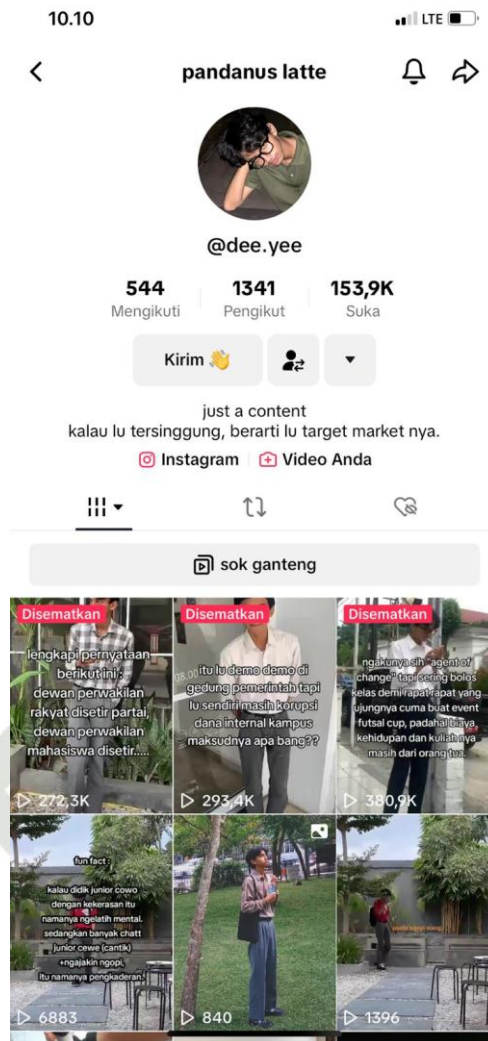 10.10
LTE
pandanus latte
@dee.yee
544
1341
153,9K
Mengikuti
Pengikut
Suka
Kirim 👋
just a content
kalau lu tersinggung, berarti lu target market nya.
Instagram
Video Anda
sok ganteng
Disematkan
lengkapi pernyataan
berikut ini :
dewan perwakilan
rakyat disetir partai,
dewan perwakilan
mahasiswa disetir.....
272,3K
Disematkan
itu lu demo demo di
gedung pemerintah tapi
lu sendiri masih korupsi
dana internal kampus
maksudnya apa bang??
293,4K
Disematkan
ngakunya sih "agent of
change" tapi sering bolos
kelas demi rapat rapat yang
ujungnya cuma buat event
futsal cup, padahal biaya
kehidupan dan kuliah nya
masih dari orang tua.
380,9K
fun fact :
kalau didik junior cowo
dengan kekerasan itu
namanya ngelatih mental.
sedangkan banyak chatt
junior cewe (cantik)
+ngajakin ngopi,
itu namanya pengkaderan.
6883
840
1396